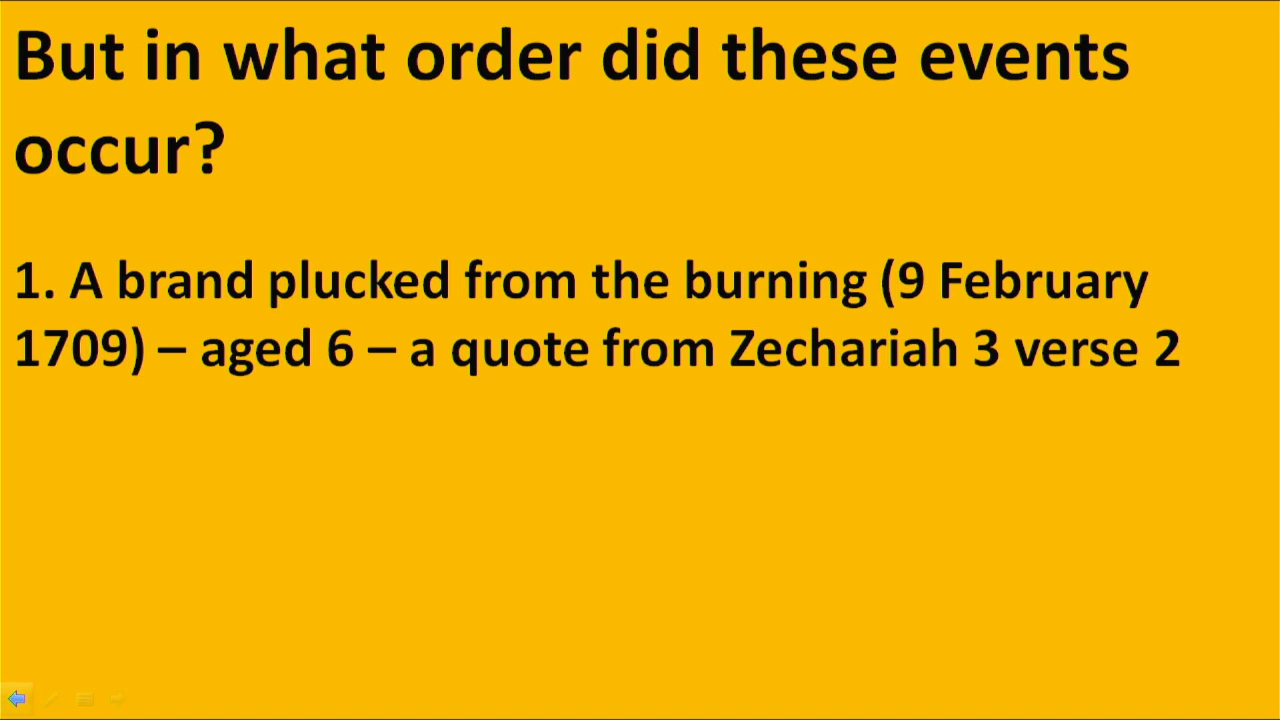 But in what order did these events
occur?
1. A brand plucked from the burning (9 February
1709) – aged 6 – a quote from Zechariah 3 verse 2